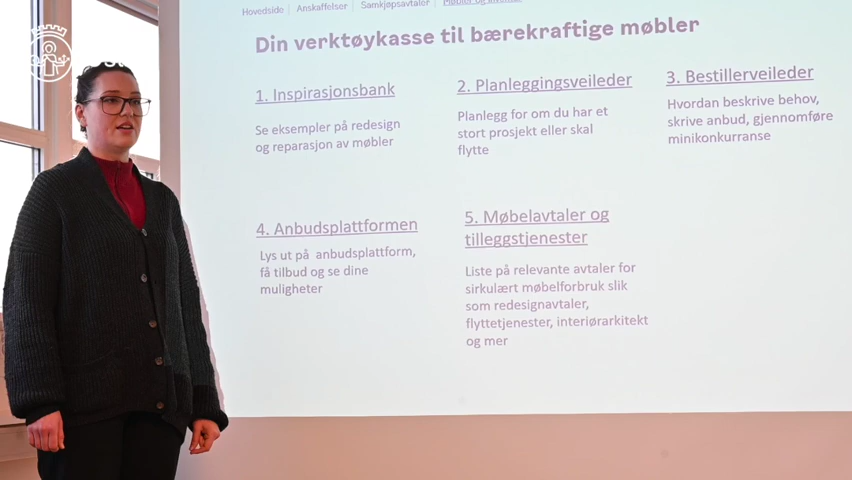 Hovedside | Anskaffelser | Samkjøpsavtaler | Møbler og
Din verktøykasse til bærekraftige møbler
1. Inspirasjonsbank
Se eksempler på redesign
og reparasjon av møbler
2. Planleggingsveileder
Planlegg for om du har et
stort prosjekt eller skal
flytte
3. Bestillerveileder
Hvordan beskrive behov,
skrive anbud, gjennomføre
minikonkurranse
4. Anbudsplattformen
Lys ut på anbudsplattform,
få tilbud og se dine
muligheter
5. Møbelavtaler og
tilleggstjenester
Liste på relevante avtaler for
sirkulært møbelforbruk slik
som redesignavtaler,
flyttetjenester, interiørarkitekt
og mer